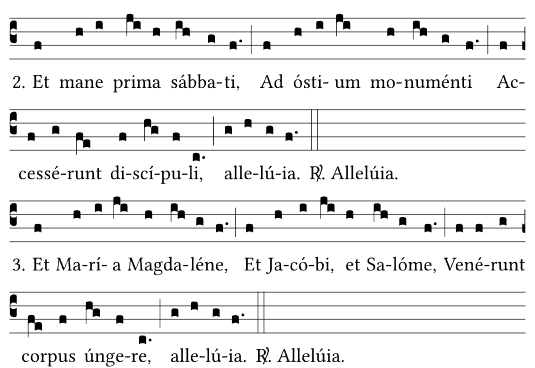 2. Et mane prima sábba-ti, Ad ósti-um mo-numénti Ac-
cessé-runt di-scí-pu-li, alle-lú-ia. ℟. Allelúia.
3. Et Ma-rí-a Magda-léne, Et Ja-có-bi, et Sa-lóme, Vené-runt
corpus únge-re, alle-lú-ia. ℟. Allelúia.